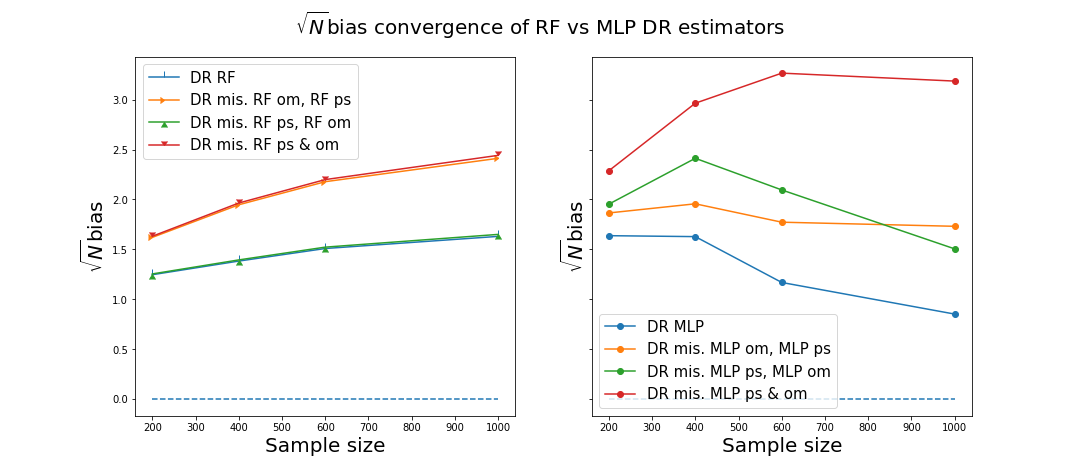 √N bias convergence of RF vs MLP DR estimators
√N bias
3.0
2.5
2.0
1.5
1.0
0.5
0.0
DR RF
DR mis. RF om, RF ps
DR mis. RF ps, RF om
DR mis. RF ps & om
200 300 400 500 600 700 800 900 1000
Sample size
√N bias
DR MLP
DR mis. MLP om, MLP ps
DR mis. MLP ps, MLP om
DR mis. MLP ps & om
200 300 400 500 600 700 800 900 1000
Sample size